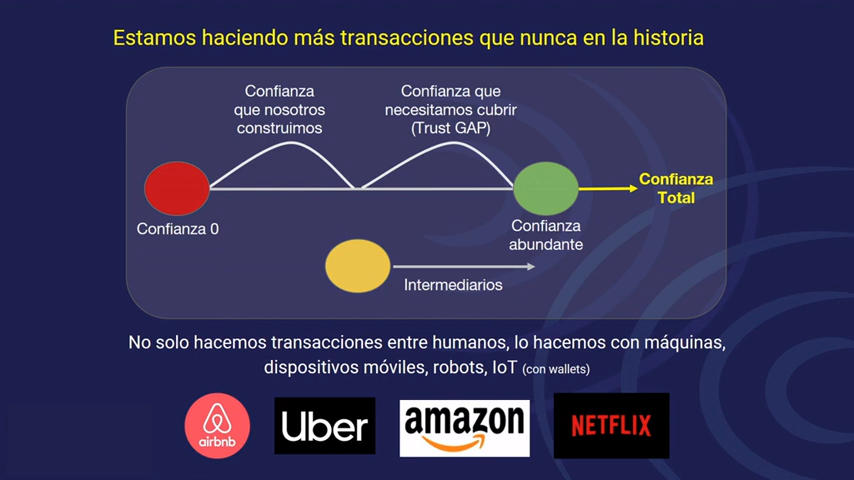 Estamos haciendo más transacciones que nunca en la historia
Confianza
que nosotros
construimos
Confianza que
necesitamos cubrir
(Trust GAP)
Confianza
Total
Confianza 0
Confianza
abundante
Intermediarios
No solo hacemos transacciones entre humanos, lo hacemos con máquinas,
dispositivos móviles, robots, IoT (con wallets)
airbnb
Uber
amazon
NETFLIX